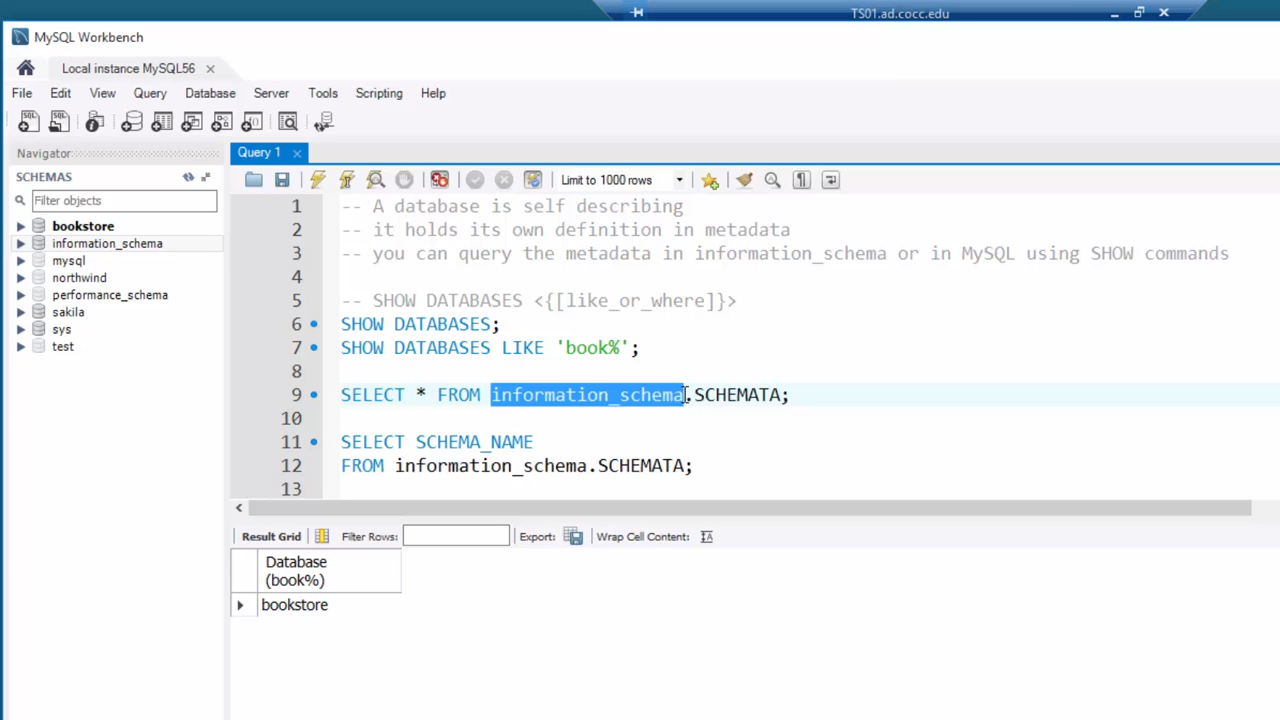 TS01.ad.cocc.edu
MySQL Workbench
Local instance MySQL56
File Edit View Query Database Server Tools Scripting Help
Navigator
SCHEMAS
Filter objects
bookstore
information_schema
mysql
northwind
performance_schema
sakila
sys
test
Query 1
Limit to 1000 rows
1 -- A database is self describing
2 -- it holds its own definition in metadata
3 -- you can query the metadata in information_schema or in MySQL using SHOW commands
4
5 -- SHOW DATABASES <{[like_or_where]}>
6 SHOW DATABASES;
7 SHOW DATABASES LIKE 'book%';
8
9 SELECT * FROM information_schema.SCHEMATA;
10
11 SELECT SCHEMA_NAME
12 FROM information_schema.SCHEMATA;
13
Result Grid Filter Rows: Export: Wrap Cell Content:
Database
(book%)
bookstore